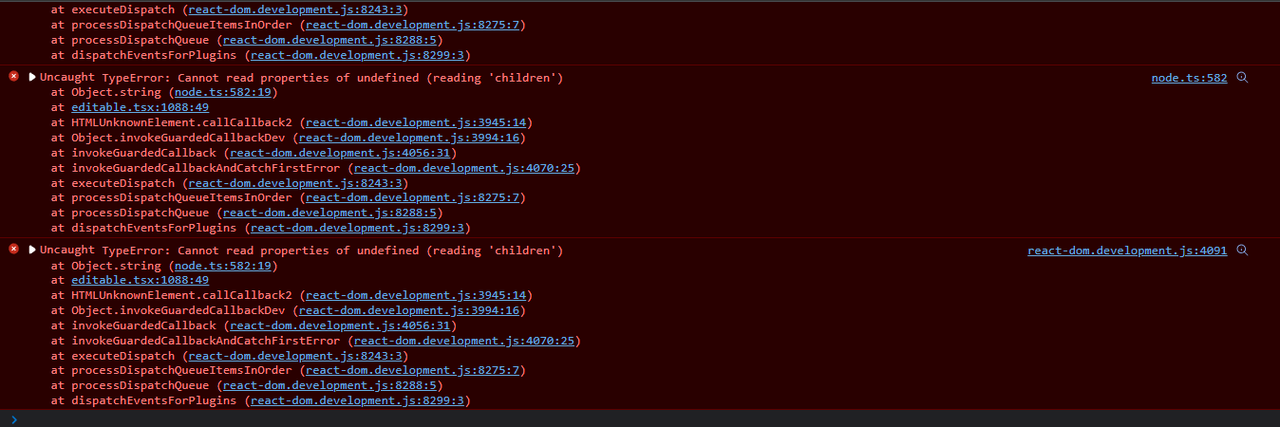 at executeDispatch (react-dom.development.js:8243:3)
at processDispatchQueueItemsInOrder (react-dom.development.js:8275:7)
at processDispatchQueue (react-dom.development.js:8288:5)
at dispatchEventsForPlugins (react-dom.development.js:8299:3)
Uncaught TypeError: Cannot read properties of undefined (reading 'children') node.ts:582
at Object.string (node.ts:582:19)
at editable.tsx:1088:49
at HTMLUnknownElement.callCallback2 (react-dom.development.js:3945:14)
at Object.invokeGuardedCallbackDev (react-dom.development.js:3994:16)
at invokeGuardedCallback (react-dom.development.js:4056:31)
at invokeGuardedCallbackAndCatchFirstError (react-dom.development.js:4070:25)
at executeDispatch (react-dom.development.js:8243:3)
at processDispatchQueueItemsInOrder (react-dom.development.js:8275:7)
at processDispatchQueue (react-dom.development.js:8288:5)
at dispatchEventsForPlugins (react-dom.development.js:8299:3)
Uncaught TypeError: Cannot read properties of undefined (reading 'children') react-dom.development.js:4091
at Object.string (node.ts:582:19)
at editable.tsx:1088:49
at HTMLUnknownElement.callCallback2 (react-dom.development.js:3945:14)
at Object.invokeGuardedCallbackDev (react-dom.development.js:3994:16)
at invokeGuardedCallback (react-dom.development.js:4056:31)
at invokeGuardedCallbackAndCatchFirstError (react-dom.development.js:4070:25)
at executeDispatch (react-dom.development.js:8243:3)
at processDispatchQueueItemsInOrder (react-dom.development.js:8275:7)
at processDispatchQueue (react-dom.development.js:8288:5)
at dispatchEventsForPlugins (react-dom.development.js:8299:3)